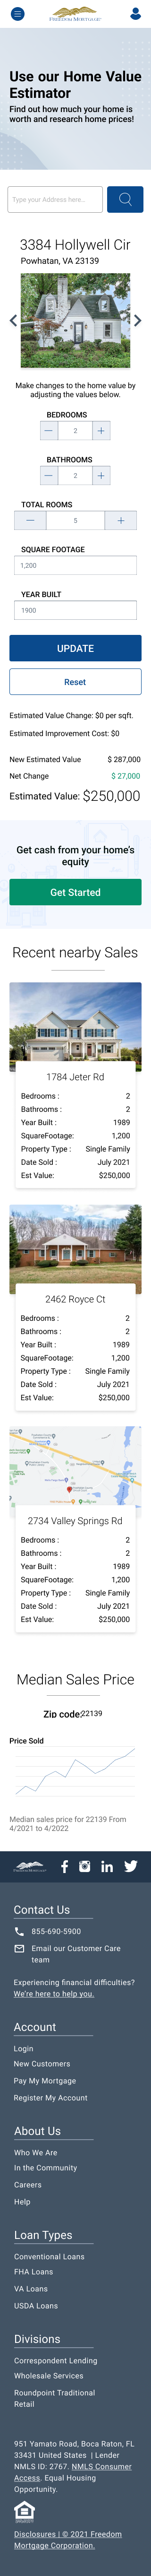 FREEDOM MORTGAGE
Use our Home Value
Estimator
Find out how much your home is
worth and research home prices!
Type your Address here...
3384 Hollywell Cir
Powhatan, VA 23139
Make changes to the home value by
adjusting the values below.
BEDROOMS
— 2 +
BATHROOMS
— 2 +
TOTAL ROOMS
— 5 +
SQUARE FOOTAGE
1,200
YEAR BUILT
1900
UPDATE
Reset
Estimated Value Change: $0 per sqft.
Estimated Improvement Cost: $0
New Estimated Value $ 287,000
Net Change $ 27,000
Estimated Value: $250,000
Get cash from your home's
equity
Get Started
Recent nearby Sales
1784 Jeter Rd
Bedrooms : 2
Bathrooms : 2
Year Built : 1989
SquareFootage: 1,200
Property Type : Single Family
Date Sold : July 2021
Est Value: $250,000
2462 Royce Ct
Bedrooms : 2
Bathrooms : 2
Year Built : 1989
SquareFootage: 1,200
Property Type : Single Family
Date Sold : July 2021
Est Value: $250,000
2734 Valley Springs Rd
Bedrooms : 2
Bathrooms : 2
Year Built : 1989
SquareFootage: 1,200
Property Type : Single Family
Date Sold : July 2021
Est Value: $250,000
Median Sales Price
Zip code:22139
Price Sold
Median sales price for 22139 From
4/2021 to 4/2022
FREEDOM MORTGAGE
Contact Us
855-690-5900
Email our Customer Care
team
Experiencing financial difficulties?
We're here to help you.
Account
Login
New Customers
Pay My Mortgage
Register My Account
About Us
Who We Are
In the Community
Careers
Help
Loan Types
Conventional Loans
FHA Loans
VA Loans
USDA Loans
Divisions
Correspondent Lending
Wholesale Services
Roundpoint Traditional
Retail
951 Yamato Road, Boca Raton, FL
33431 United States | Lender
NMLS ID: 2767. NMLS Consumer
Access. Equal Housing
Opportunity.
Disclosures | © 2021 Freedom
Mortgage Corporation.